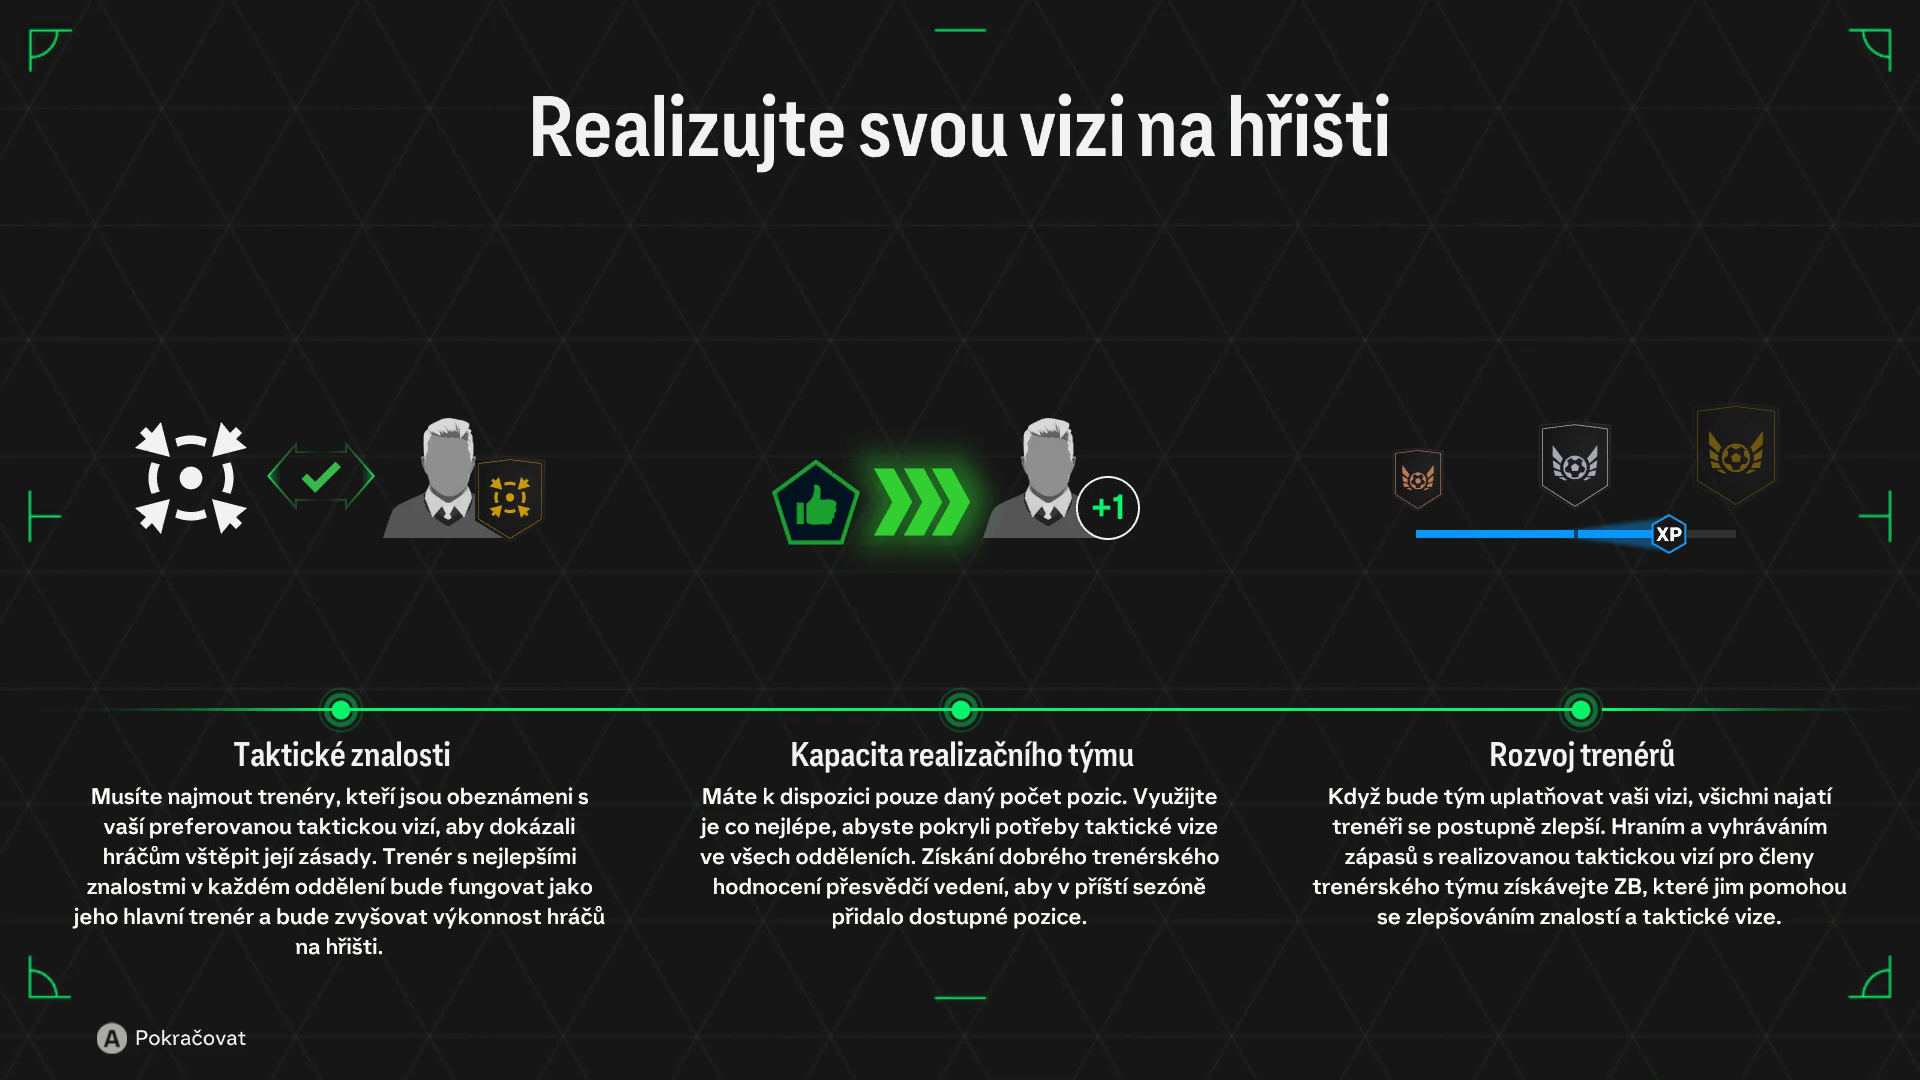 Realizujte svou vizi na hřišti
+1
XP
Taktické znalosti
Musíte najmout trenéry, kteří jsou obeznámeni s
vaší preferovanou taktickou vizí, aby dokázali
hráčům vštěpit její zásady. Trenér s nejlepšími
znalostmi v každém oddělení bude fungovat jako
jeho hlavní trenér a bude zvyšovat výkonnost hráčů
na hřišti.
Kapacita realizačního týmu
Máte k dispozici pouze daný počet pozic. Využijte
je co nejlépe, abyste pokryli potřeby taktické vize
ve všech odděleních. Získání dobrého trenérského
hodnocení přesvědčí vedení, aby v příští sezóně
přidalo dostupné pozice.
Rozvoj trenérů
Když bude tým uplatňovat vaši vizi, všichni najatí
trenéři se postupně zlepší. Hraním a vyhráváním
zápasů s realizovanou taktickou vizí pro členy
trenérského týmu získávejte ZB, které jim pomohou
se zlepšováním znalostí a taktické vize.
A Pokračovat